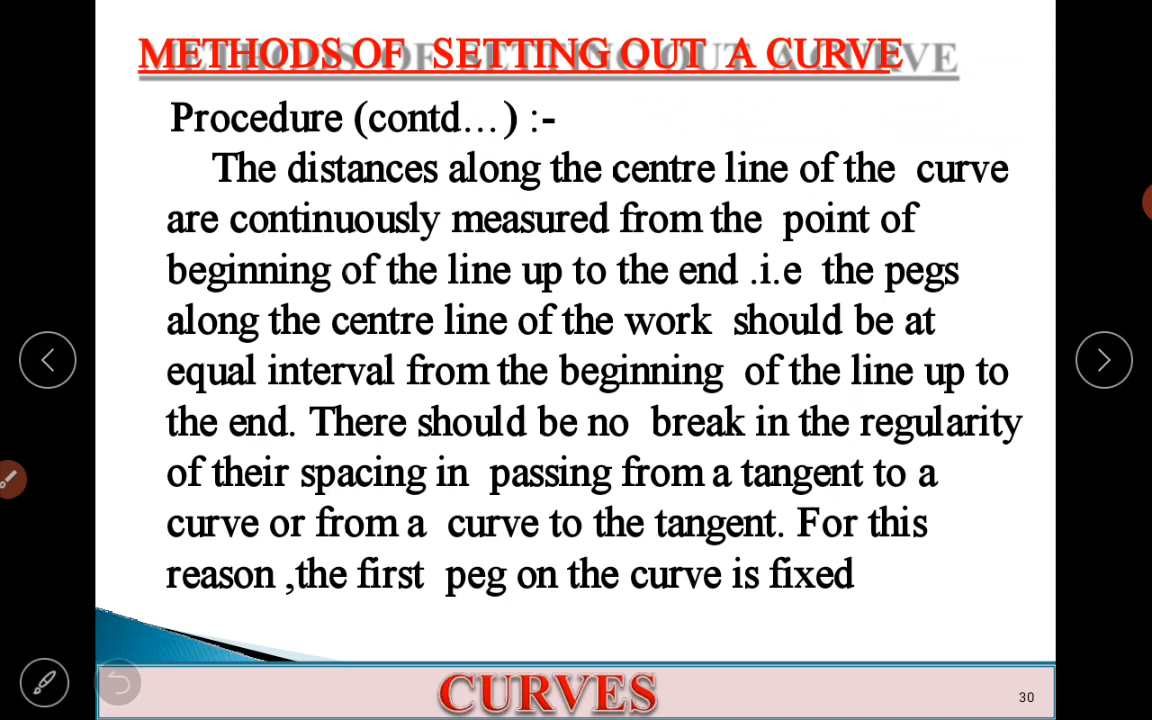 METHODS OF SETTING OUT A CURVE
Procedure (contd...) :-
The distances along the centre line of the curve
are continuously measured from the point of
beginning of the line up to the end .i.e the pegs
along the centre line of the work should be at
equal interval from the beginning of the line up to
the end. There should be no break in the regularity
of their spacing in passing from a tangent to a
curve or from a curve to the tangent. For this
reason ,the first peg on the curve is fixed
CURVES
30